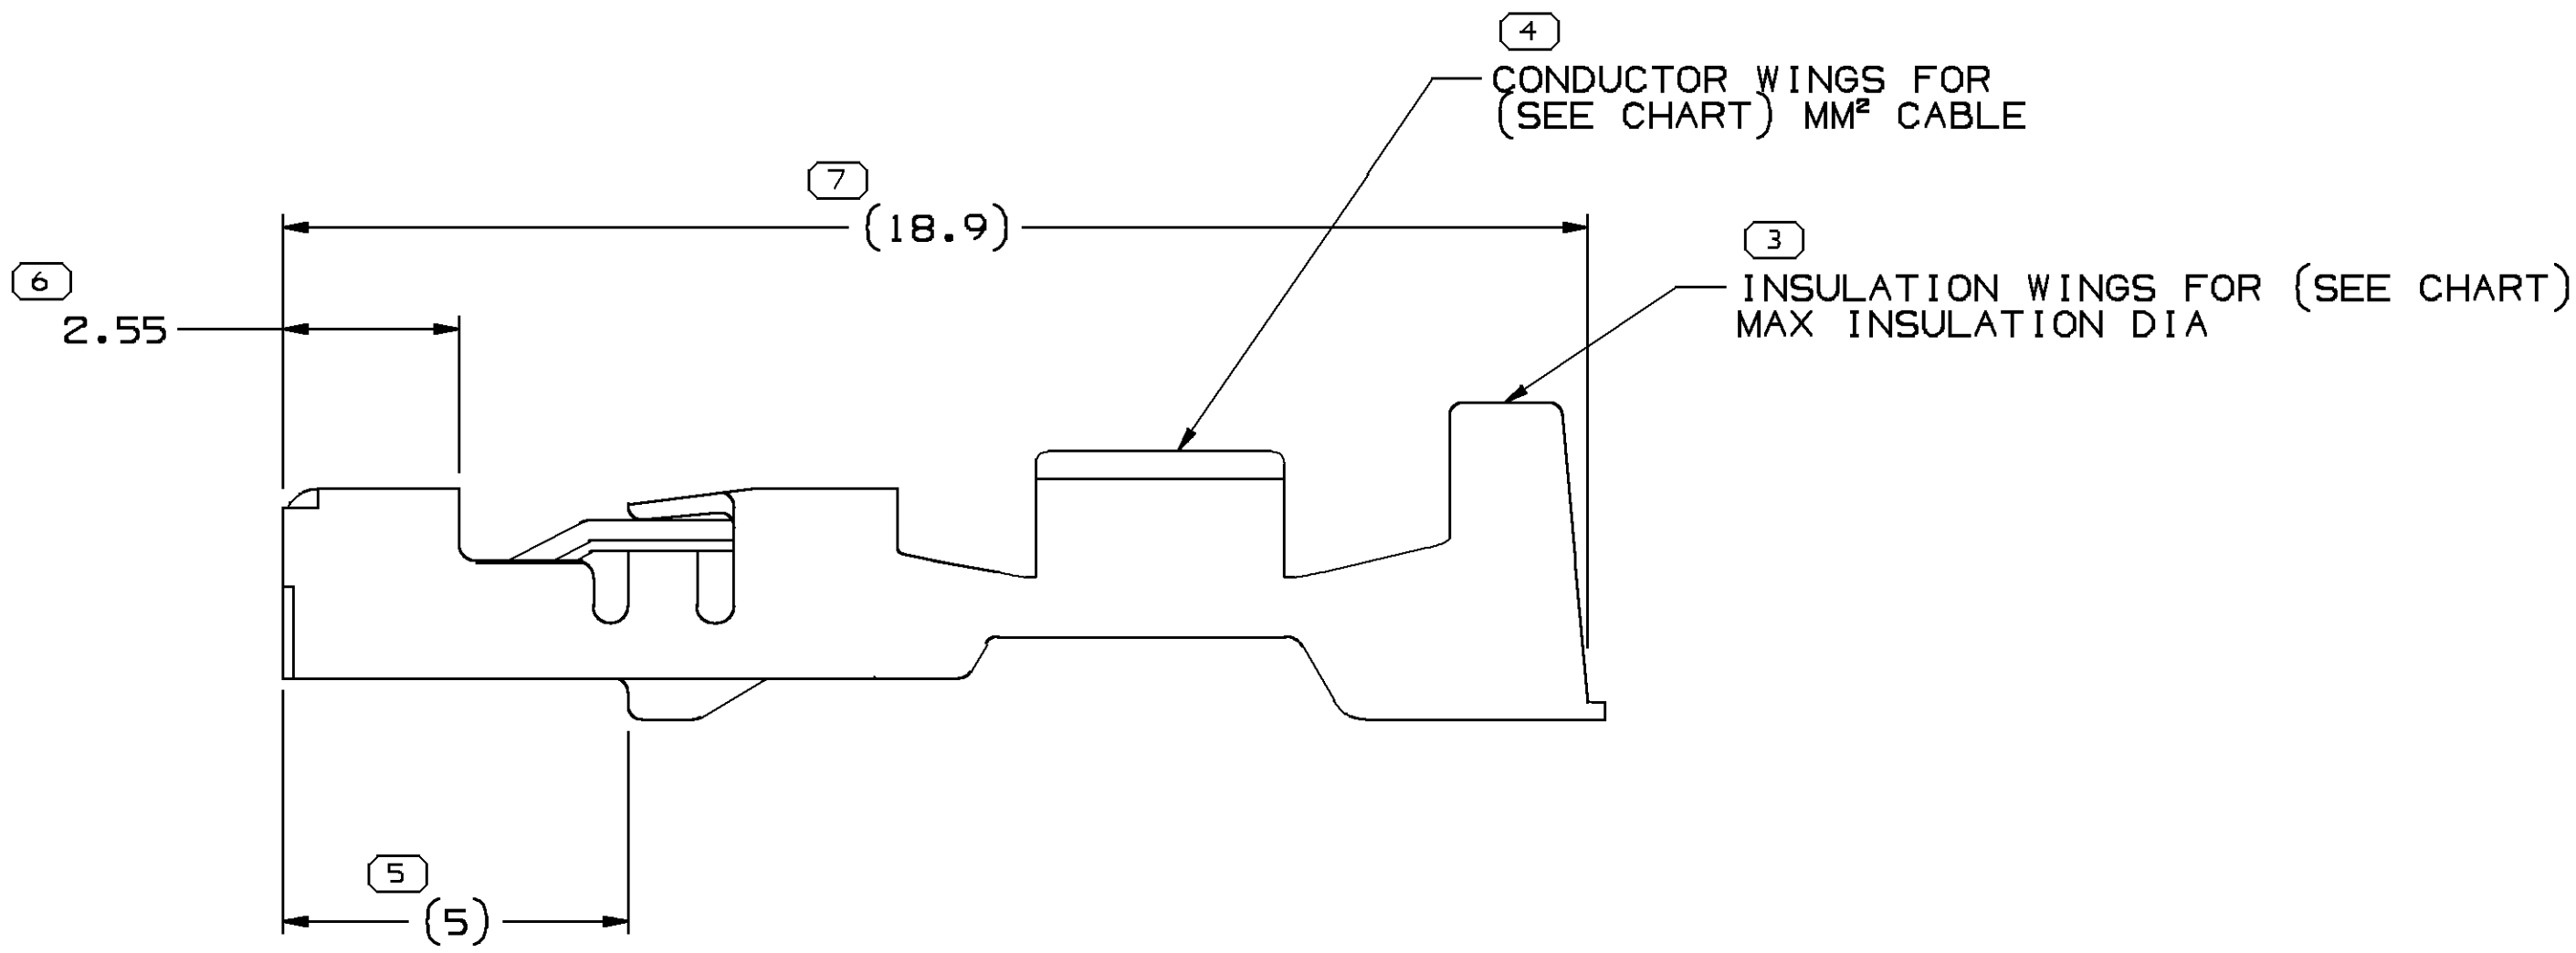 4
CONDUCTOR WINGS FOR
(SEE CHART) MM² CABLE
7
(18.9)
3
INSULATION WINGS FOR (SEE CHART)
MAX INSULATION DIA
6
2.55
5
(5)